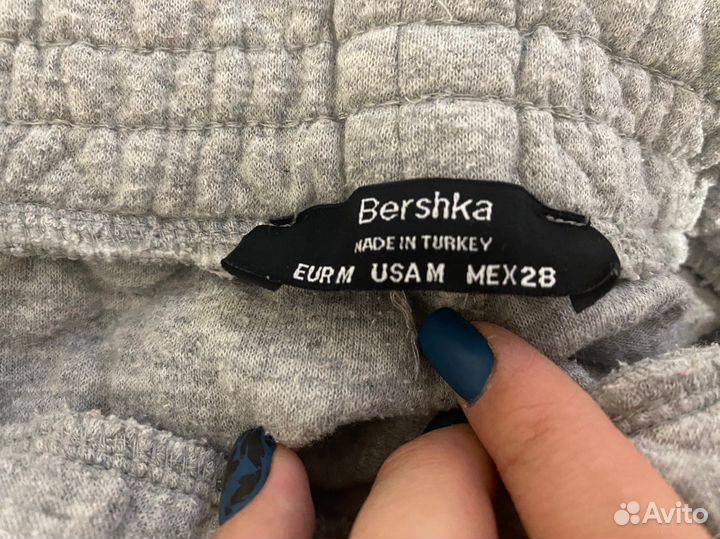 Bershka
MADE IN TURKEY
EUR M USA M MEX 28
Avito